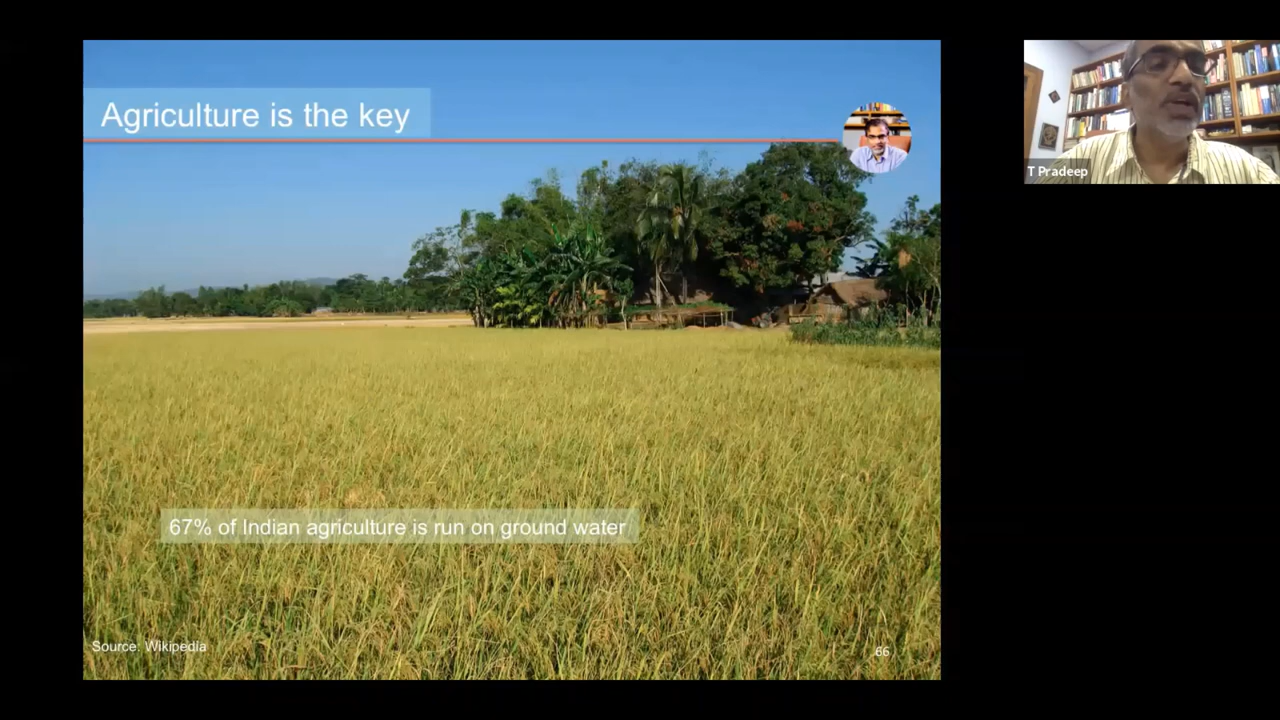 Agriculture is the key
T Pradeep
67% of Indian agriculture is run on ground water
Source: Wikipedia
66